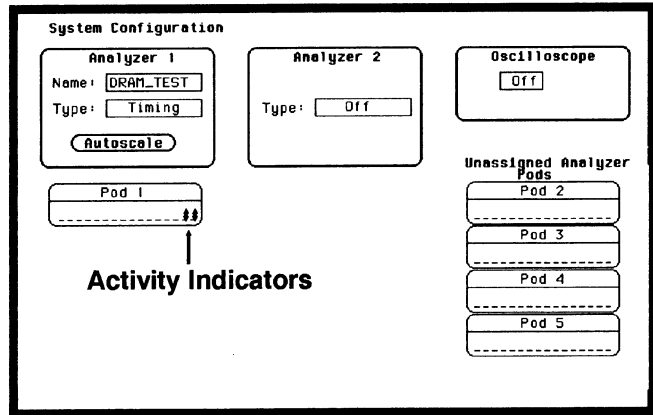 System Configuration
Analyzer 1
Name: DRAM_TEST
Type: Timing
Autoscale
Analyzer 2
Type: Off
Oscilloscope
Off
Unassigned Analyzer
Pods
Pod 1
Activity Indicators
Pod 2
Pod 3
Pod 4
Pod 5